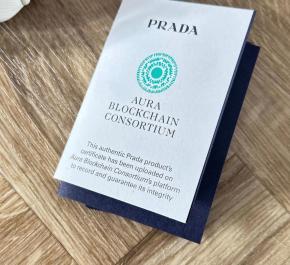 PRADA
AURA
BLOCKCHAIN
CONSORTIUM
This authentic Prada product's
certificate has been uploaded on
Aura Blockchain Consortium's platform
to record and guarantee its integrity